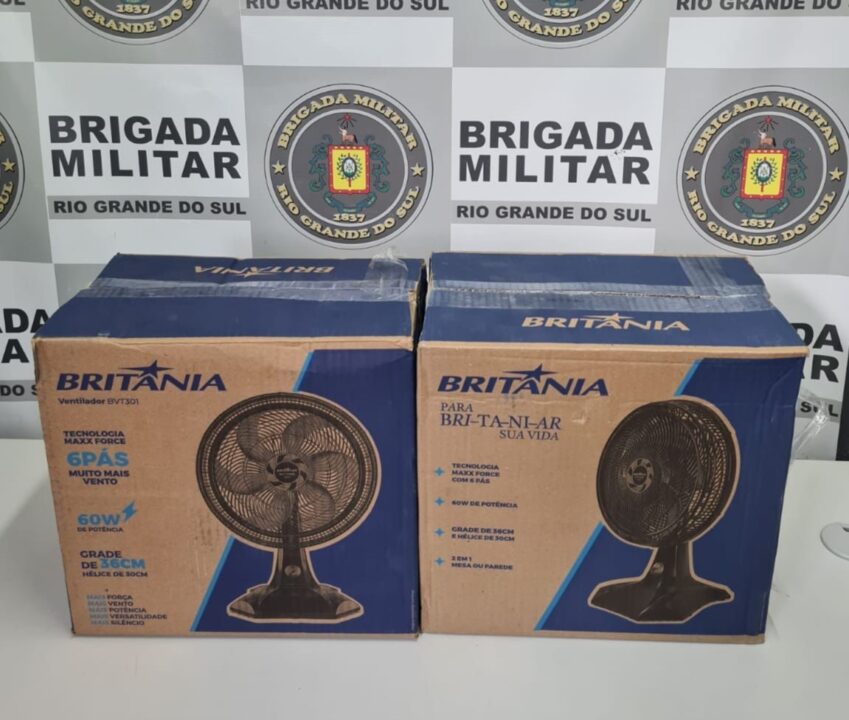 RIO GRANDE DO SUL
RIO GRANDE DO SUL
1837
GRANDE DO SUL
1837
BRIGADA
MILITAR
RIO GRANDE DO SUL
BRIGADA MILITAR
1837
RIO GRANDE DO SUL
BRIGADA
MILITAR
RIO GRANDE DO SUL
BRIGADA MILITAR
1837
RIO GRANDE DO SUL
BRITANIA
BRITANIA
BRITANIA
Ventilador BVT301
TECNOLOGIA
MAXX FORCE
6PÁS
MUITO MAIS
VENTO
60W
DE POTÊNCIA
GRADE
DE 36CM
HÉLICE DE 30CM
MAIS FORÇA
MAIS VENTO
MAIS POTÊNCIA
MAIS VERSATILIDADE
MAIS SILÊNCIO
BRITANIA
PARA
BRI-TA-NI-AR
SUA VIDA
TECNOLOGIA
MAXX FORCE
COM 6 PÁS
60W DE POTÊNCIA
GRADE DE 36CM
E HÉLICE DE 30CM
2 EM 1
MESA OU PAREDE